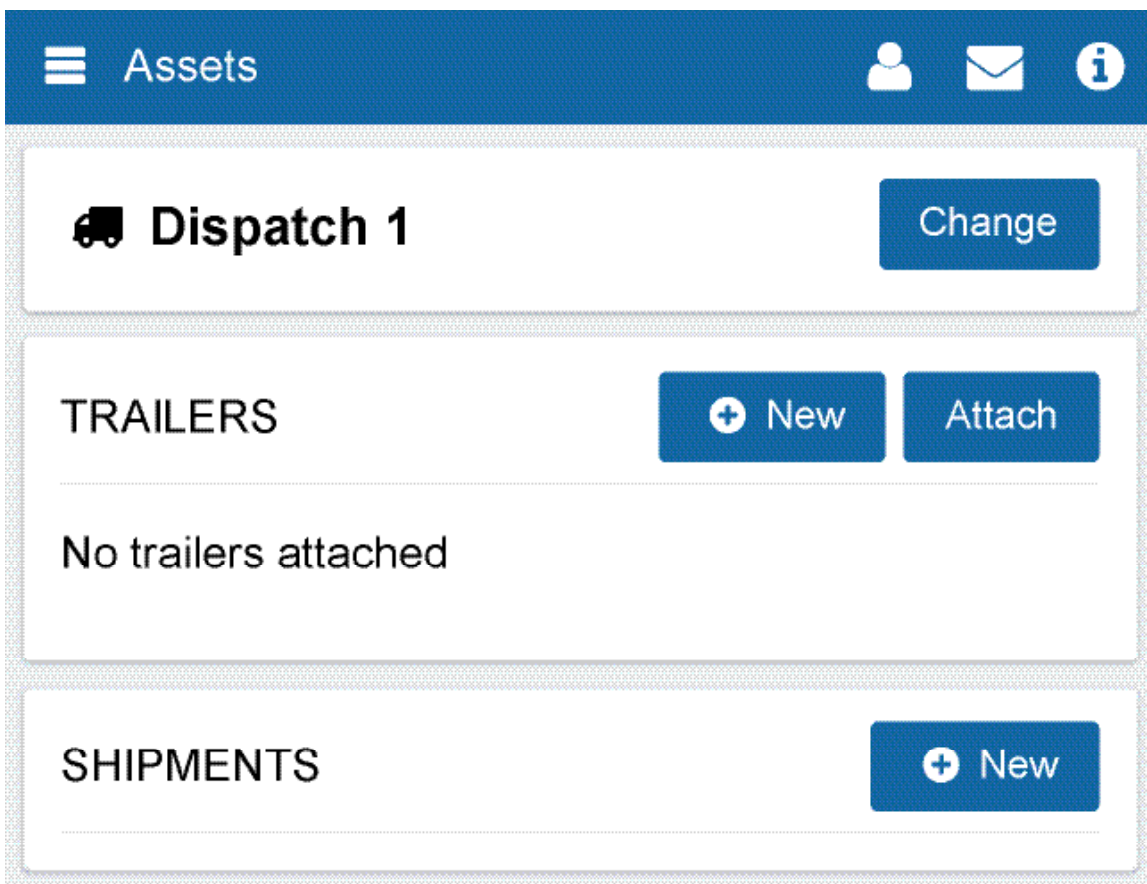 Assets
Dispatch 1 Change
TRAILERS New Attach
No trailers attached
SHIPMENTS New